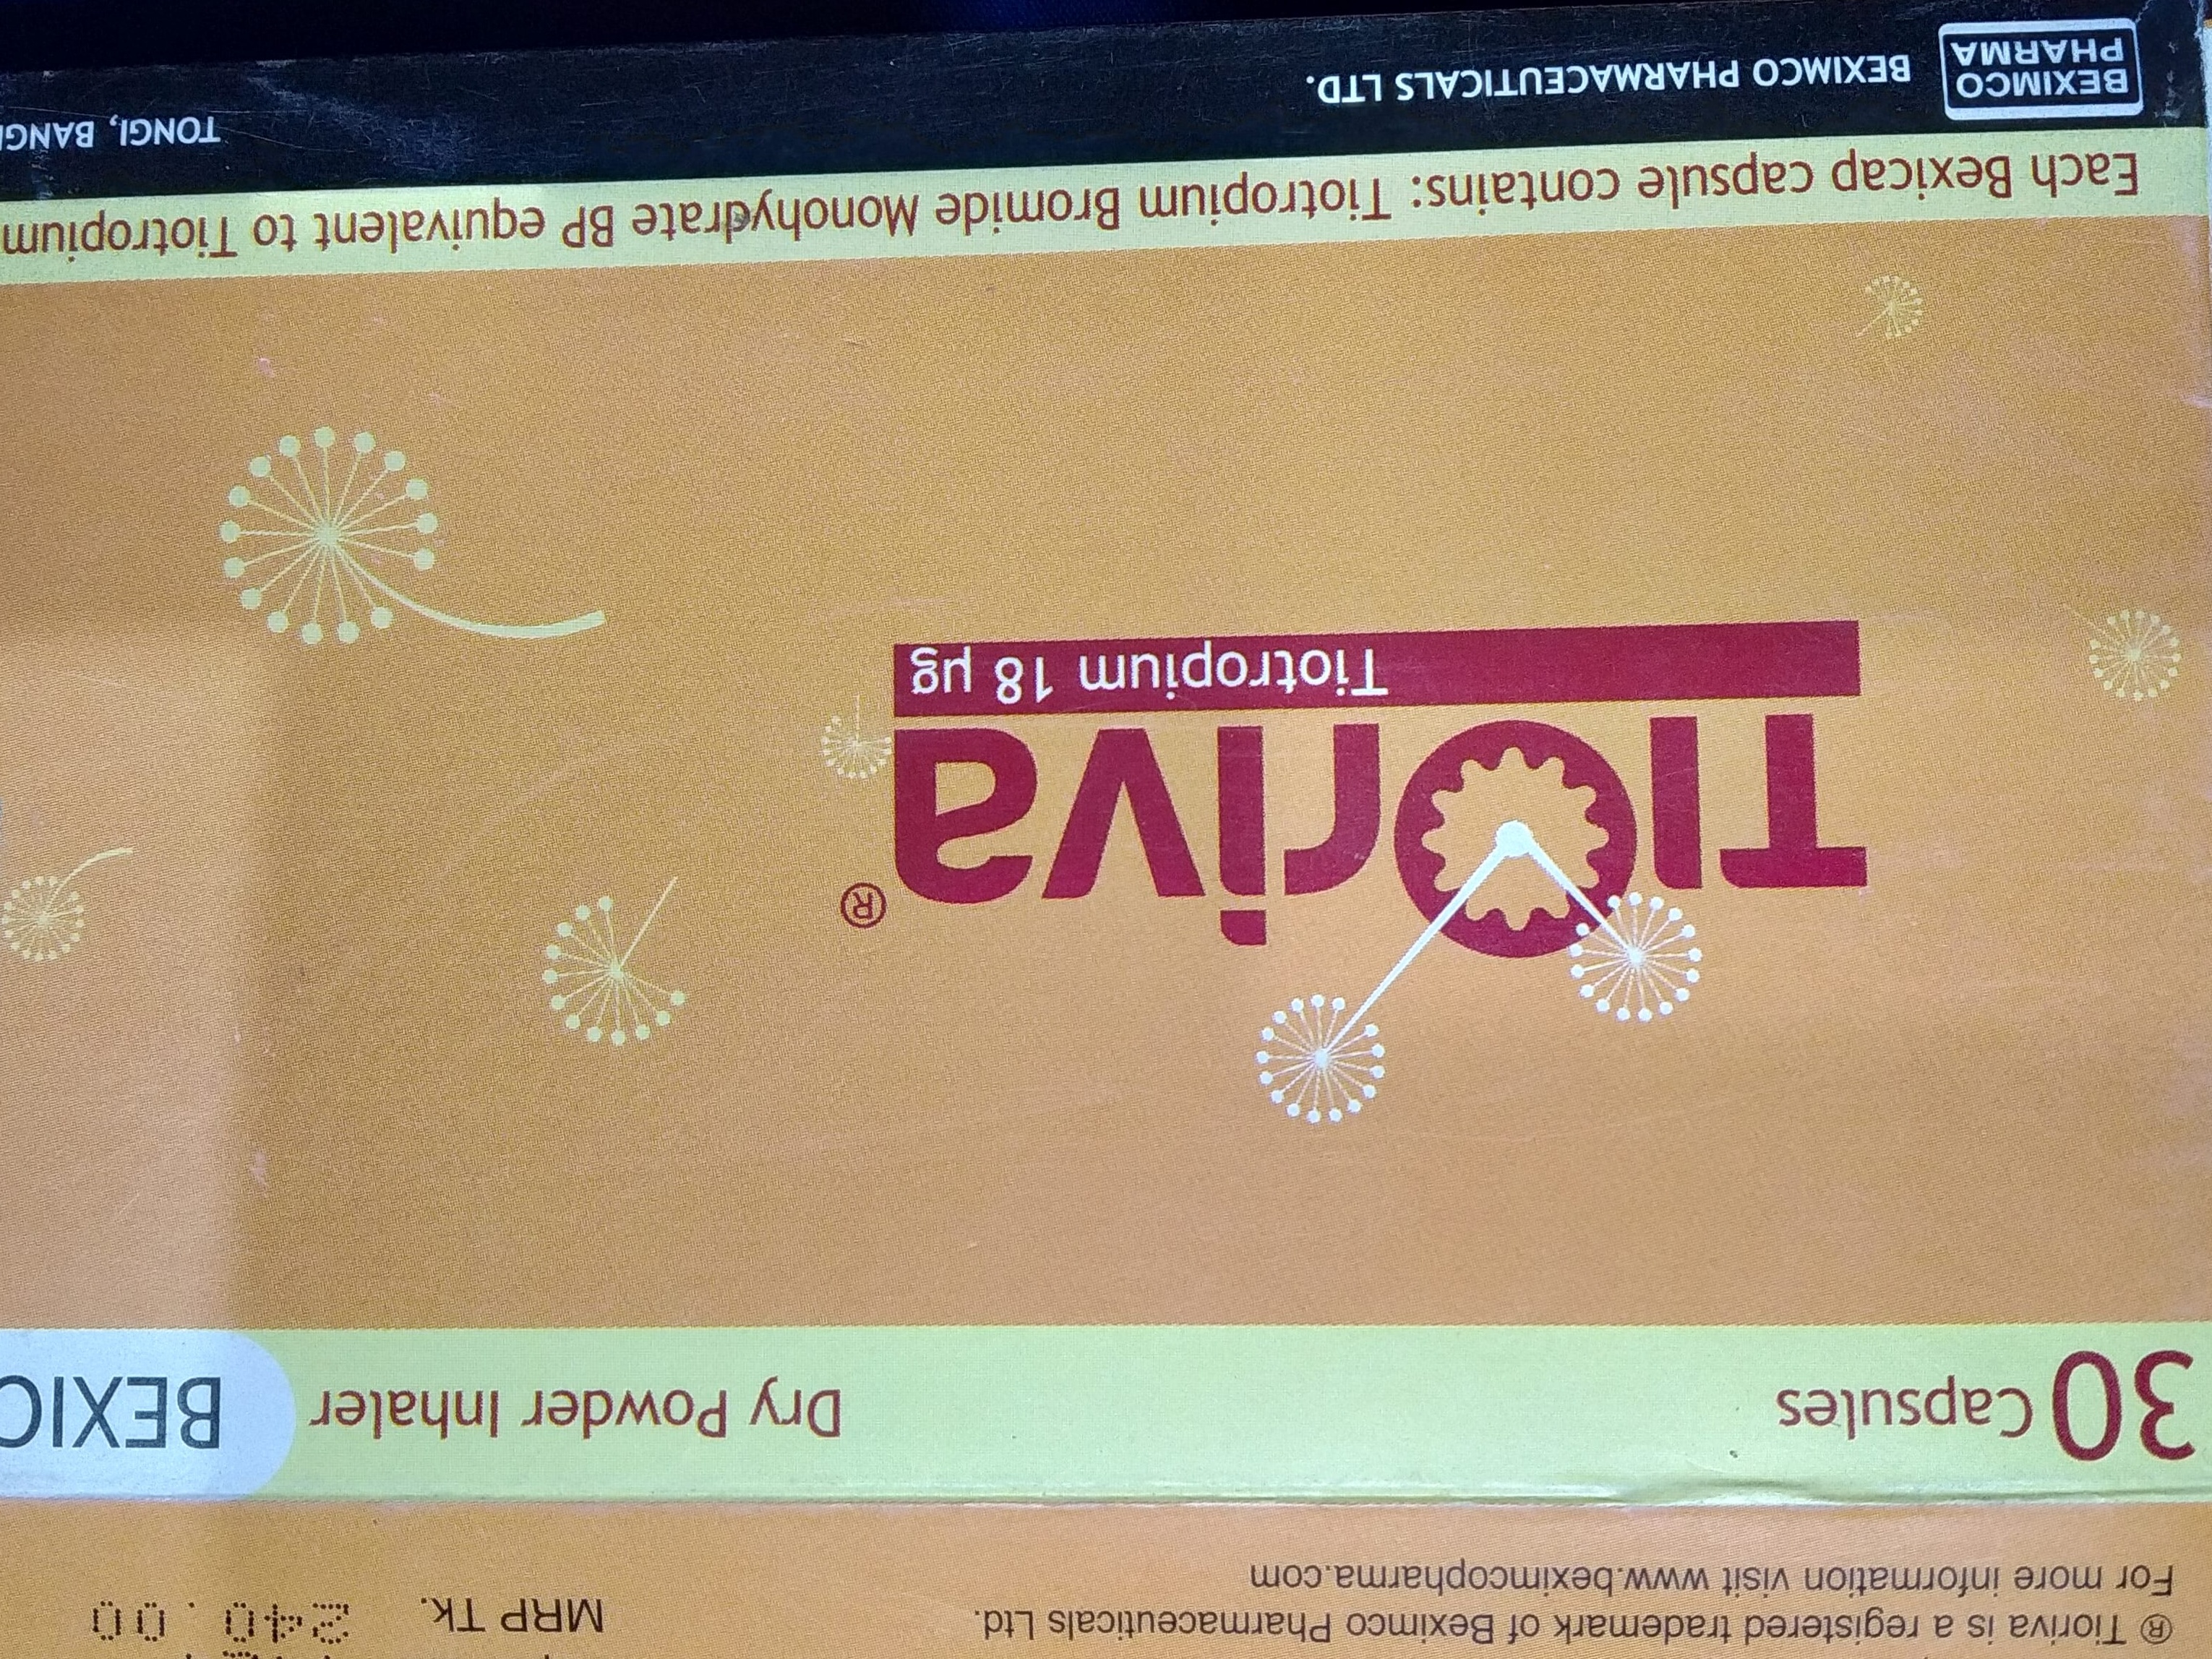 ® Tioriva is a registered trademark of Beximco Pharmaceuticals Ltd.
For more information visit www.beximcopharma.com
MRP Tk. 240.00
30 Capsules
Dry Powder Inhaler
BEXIC
Tioriva®
Tiotropium 18 µg
Each Bexicap capsule contains: Tiotropium Bromide Monohydrate BP equivalent to Tiotropium
BEXIMCO
PHARMA
BEXIMCO PHARMACEUTICALS LTD.
TONGI, BANG